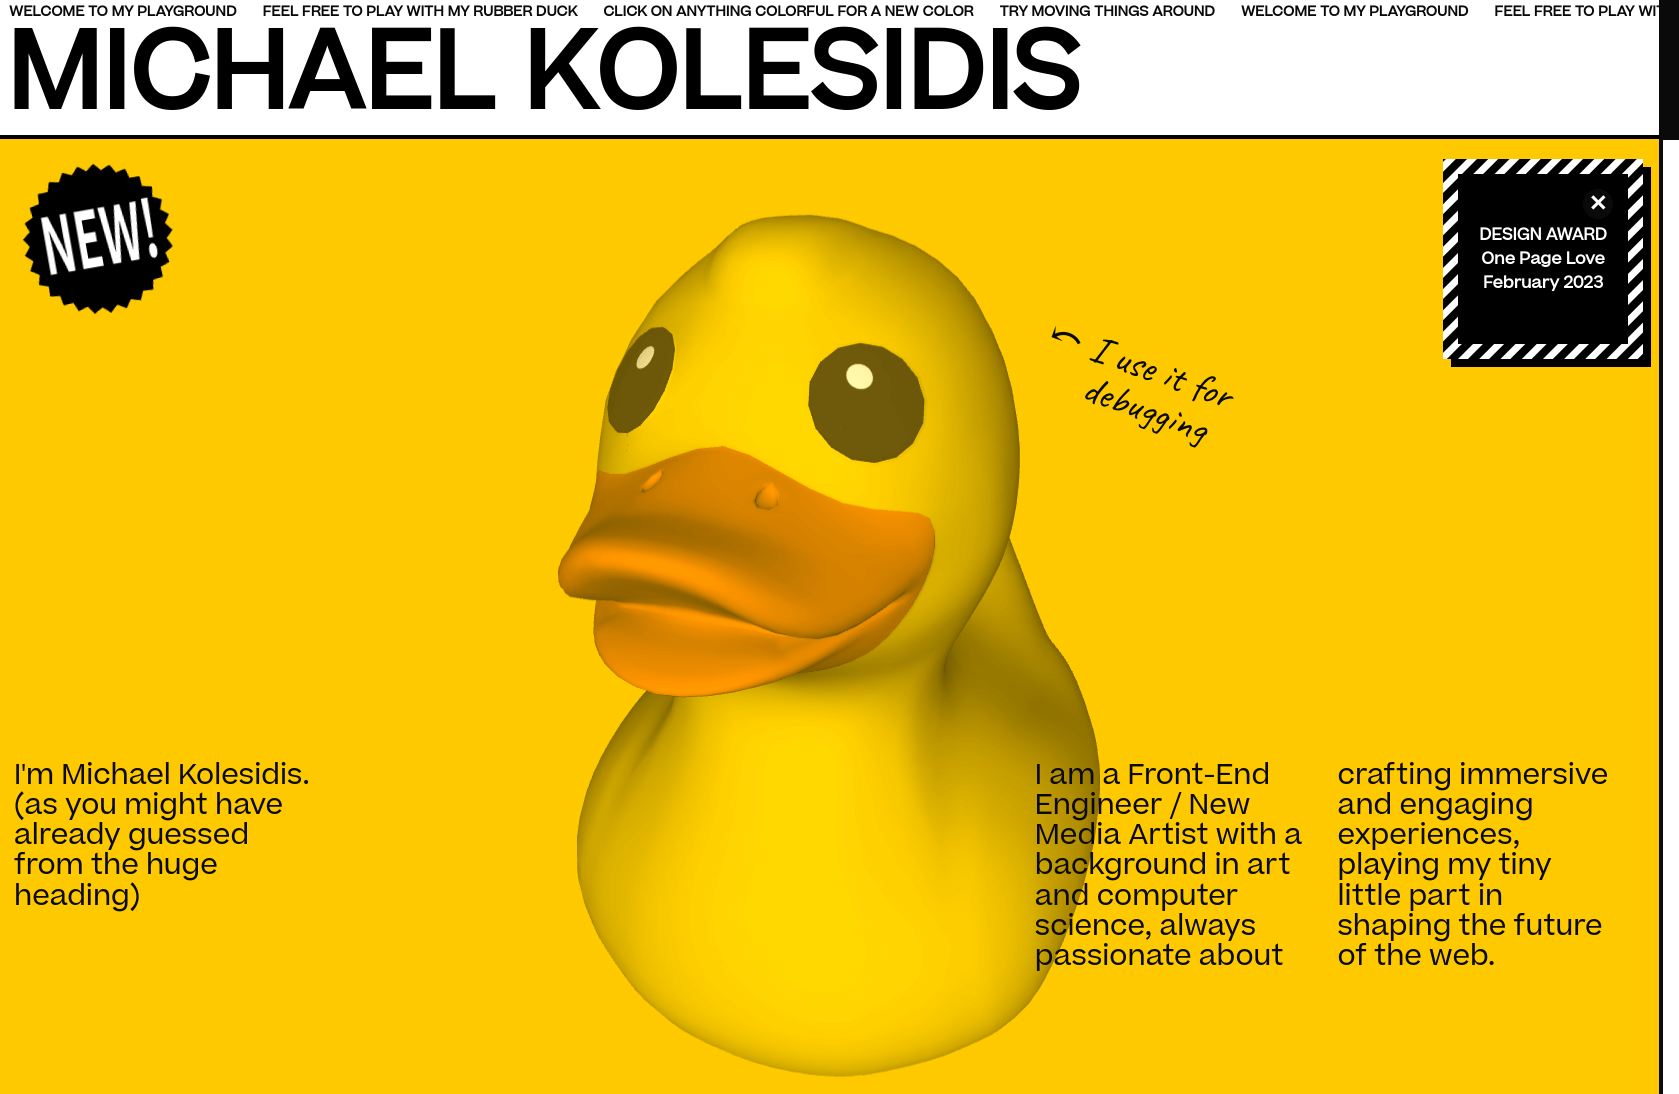 WELCOME TO MY PLAYGROUND FEEL FREE TO PLAY WITH MY RUBBER DUCK CLICK ON ANYTHING COLORFUL FOR A NEW COLOR TRY MOVING THINGS AROUND WELCOME TO MY PLAYGROUND FEEL FREE TO PLAY WIT
MICHAEL KOLESIDIS
NEW!
DESIGN AWARD
One Page Love
February 2023
I use it for
debugging
I'm Michael Kolesidis.
(as you might have
already guessed
from the huge
heading)
I am a Front-End
Engineer / New
Media Artist with a
background in art
and computer
science, always
passionate about
crafting immersive
and engaging
experiences,
playing my tiny
little part in
shaping the future
of the web.